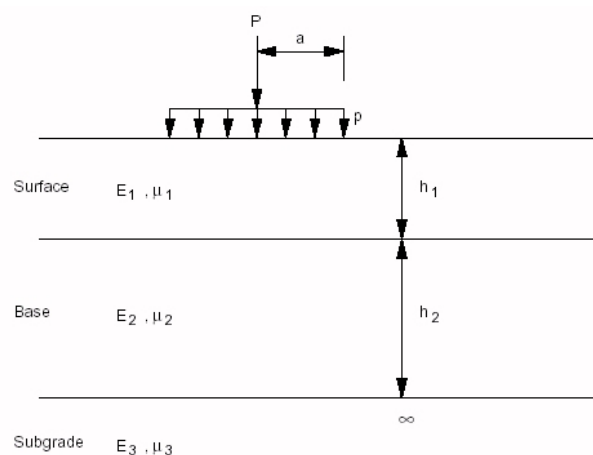 P
a
p
Surface E₁ , μ₁ h₁
Base E₂ , μ₂ h₂
∞
Subgrade E₃ , μ₃